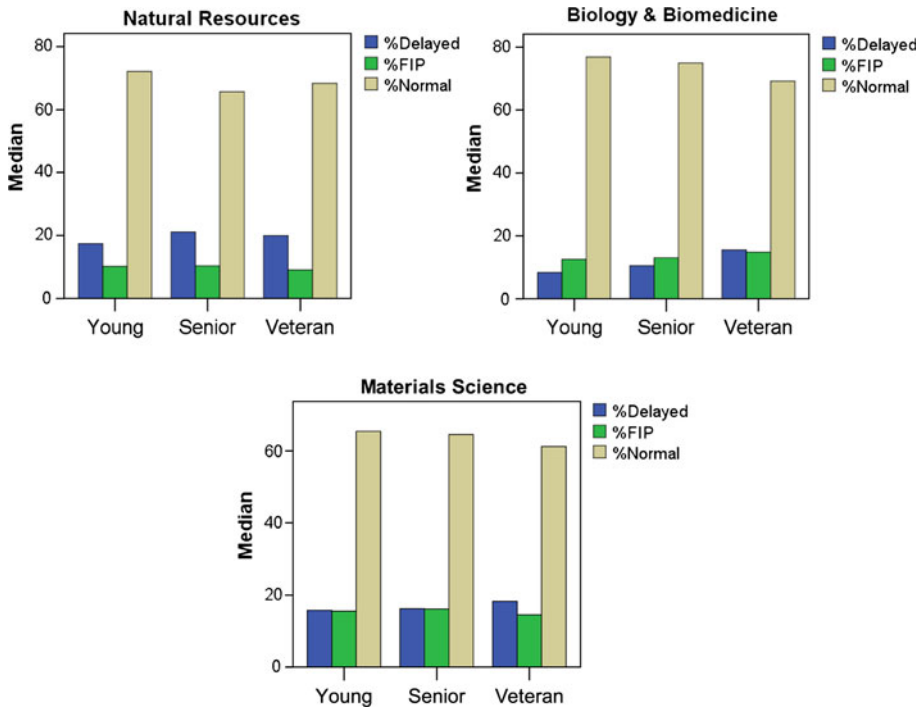 Natural Resources
80
60
40
20
0
Median
Young Senior Veteran
%Delayed
%FIP
%Normal
Biology & Biomedicine
80
60
40
20
0
Median
Young Senior Veteran
%Delayed
%FIP
%Normal
Materials Science
60
40
20
0
Median
Young Senior Veteran
%Delayed
%FIP
%Normal